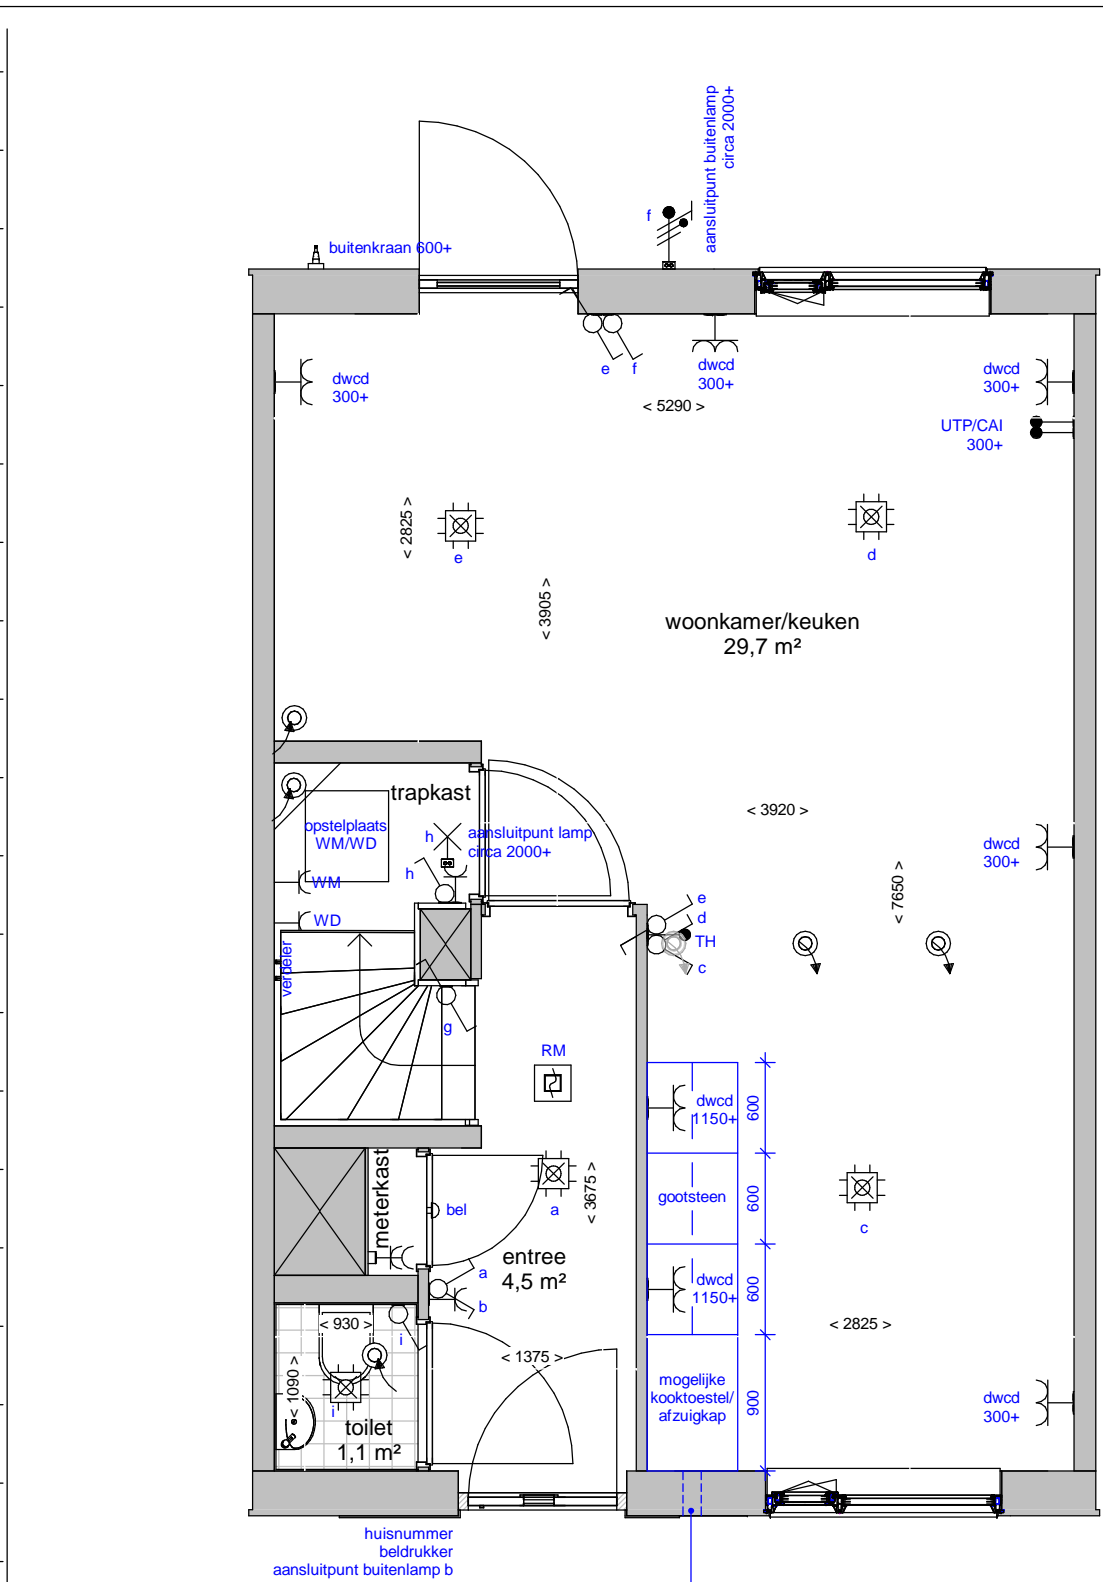 aansluitpunt buitenlamp
circa 2000+
f
buitenkraan 600+
e
f
dwcd
300+
dwcd
300+
dwcd
300+
< 5290 >
UTP/CAI
300+
< 2825 >
e
d
< 3905 >
woonkamer/keuken
29,7 m²
trapkast
< 3920 >
opstelplaats
WM/WD
h
aansluitpunt lamp
circa 2000+
h
dwcd
300+
WM
< 7650 >
e
d
WD
TH
c
verdeler
g
RM
dwcd
1150+
600
meterkast
bel
a
< 3675 >
gootsteen
600
c
entree
4,5 m²
a
b
dwcd
1150+
600
< 930 >
i
< 2825 >
< 1375 >
< 1090 >
i
mogelijke
kooktoestel/
afzuigkap
900
dwcd
300+
toilet
1,1 m²
huisnummer
beldrukker
aansluitpunt buitenlamp b